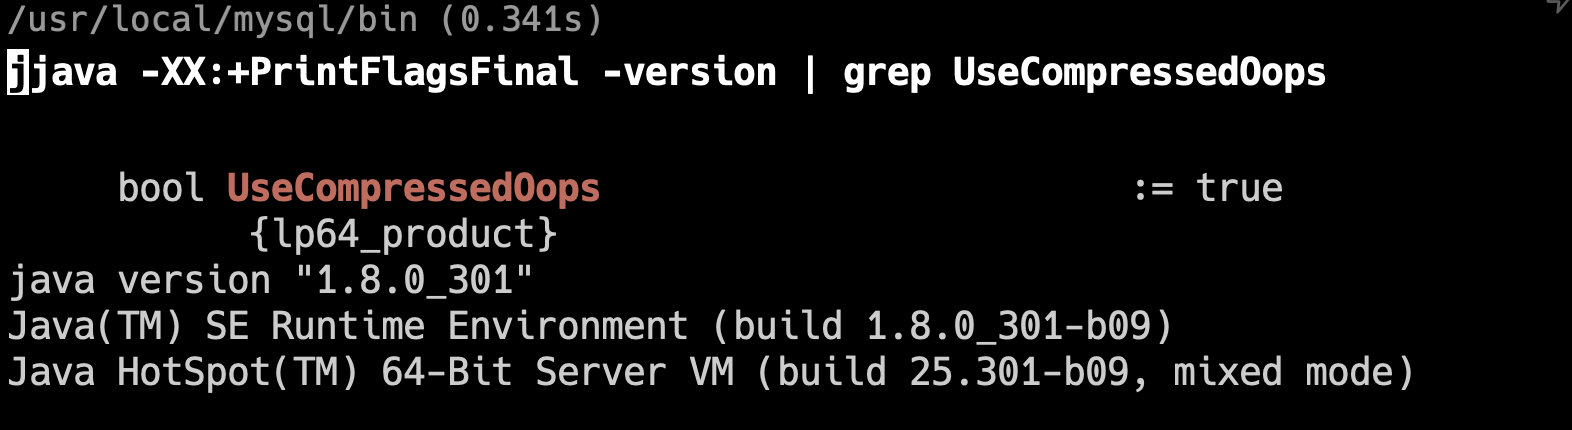 /usr/local/mysql/bin (0.341s)
jjava -XX:+PrintFlagsFinal -version | grep UseCompressedOops
bool UseCompressedOops := true
{lp64_product}
java version "1.8.0_301"
Java(TM) SE Runtime Environment (build 1.8.0_301-b09)
Java HotSpot(TM) 64-Bit Server VM (build 25.301-b09, mixed mode)